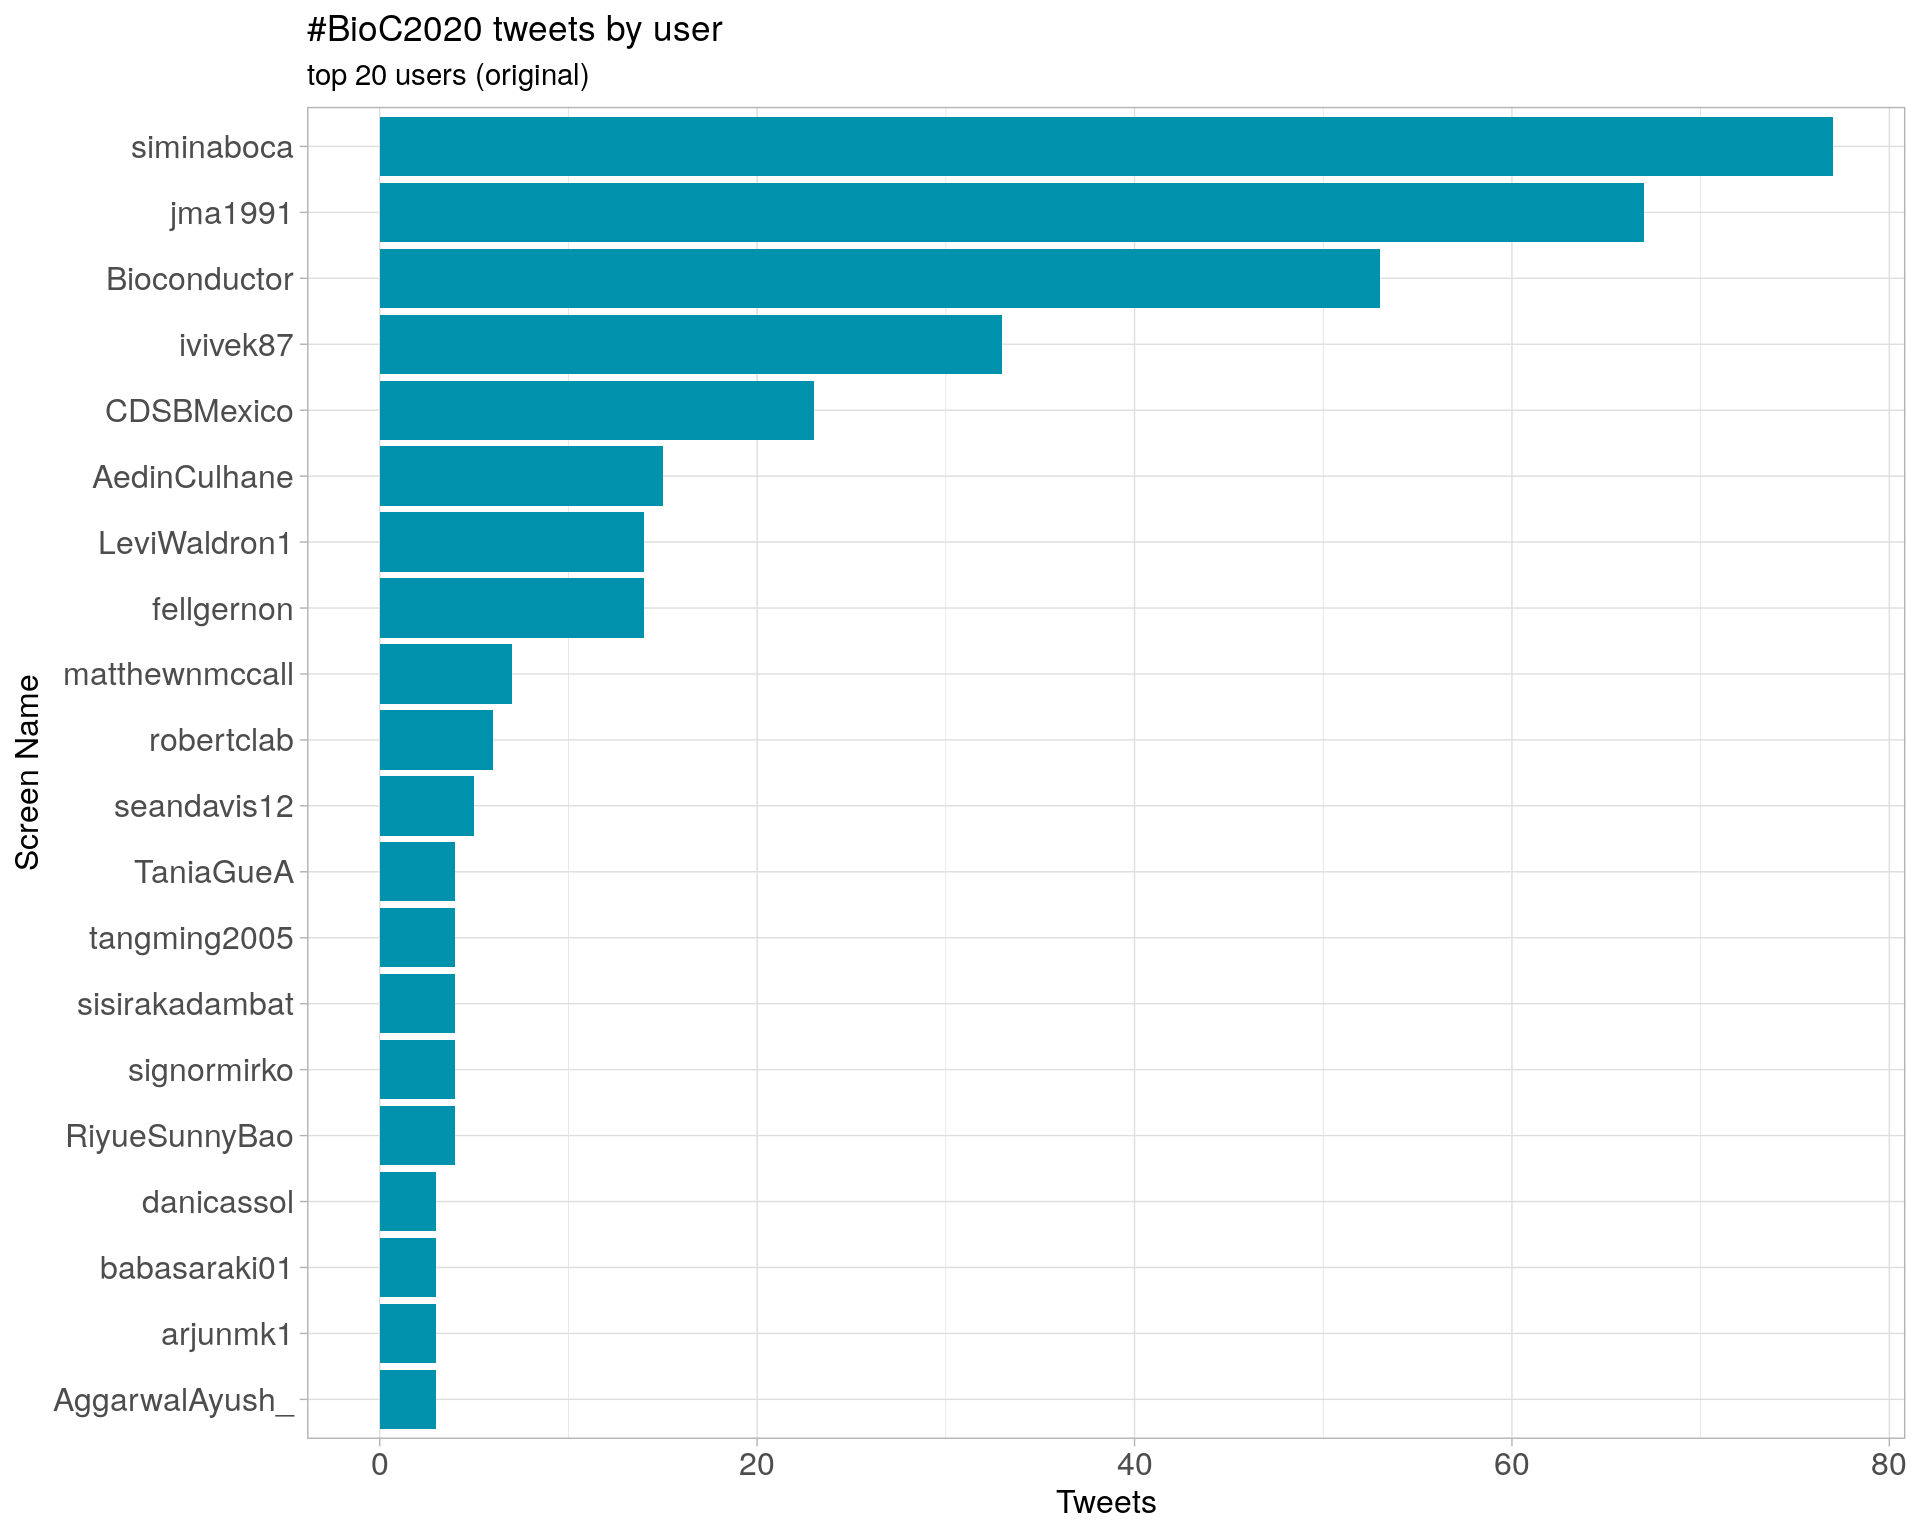 #BioC2020 tweets by user
top 20 users (original)
siminaboca
jma1991
Bioconductor
ivivek87
CDSBMexico
AedinCulhane
LeviWaldron1
fellgernon
matthewnmccall
robertclab
seandavis12
TaniaGueA
tangming2005
sisirakadambat
signormirko
RiyueSunnyBao
danicassol
babasaraki01
arjunmk1
AggarwalAyush_
Screen Name
0 20 40 60 80
Tweets